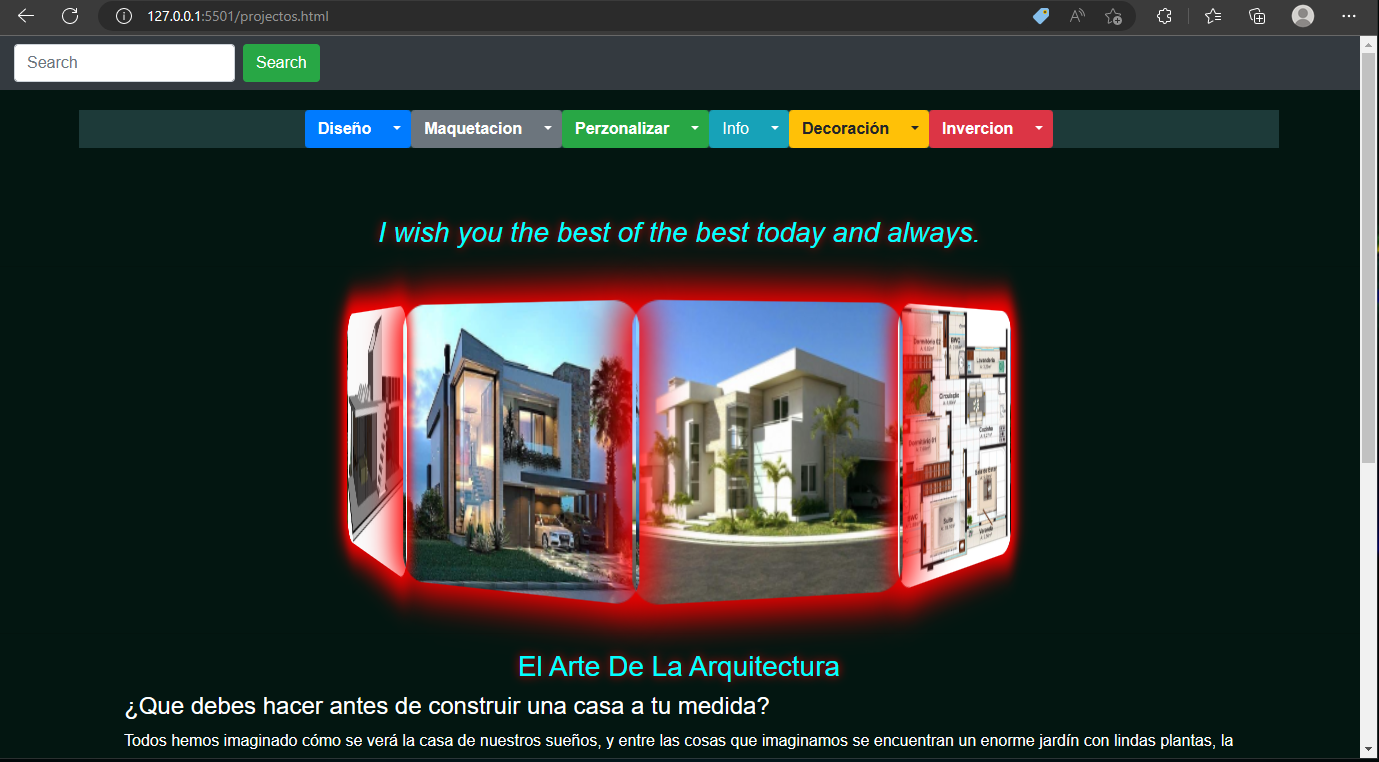 127.0.0.1:5501/projectos.html
Search Search
Diseño Maquetacion Perzonalizar Info Decoración Invercion
I wish you the best of the best today and always.
El Arte De La Arquitectura
¿Que debes hacer antes de construir una casa a tu medida?
Todos hemos imaginado cómo se verá la casa de nuestros sueños, y entre las cosas que imaginamos se encuentran un enorme jardín con lindas plantas, la